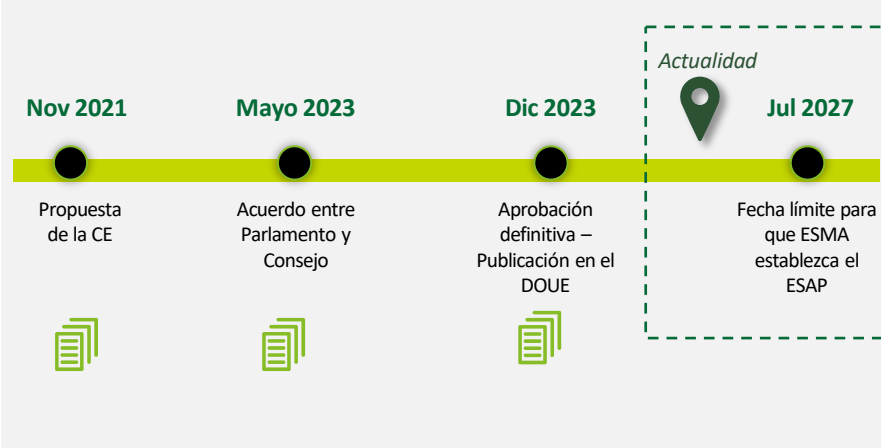 Actualidad
Nov 2021
Mayo 2023
Dic 2023
Jul 2027
Propuesta
de la CE
Acuerdo entre
Parlamento y
Consejo
Aprobación
definitiva –
Publicación en el
DOUE
Fecha límite para
que ESMA
establezca el
ESAP